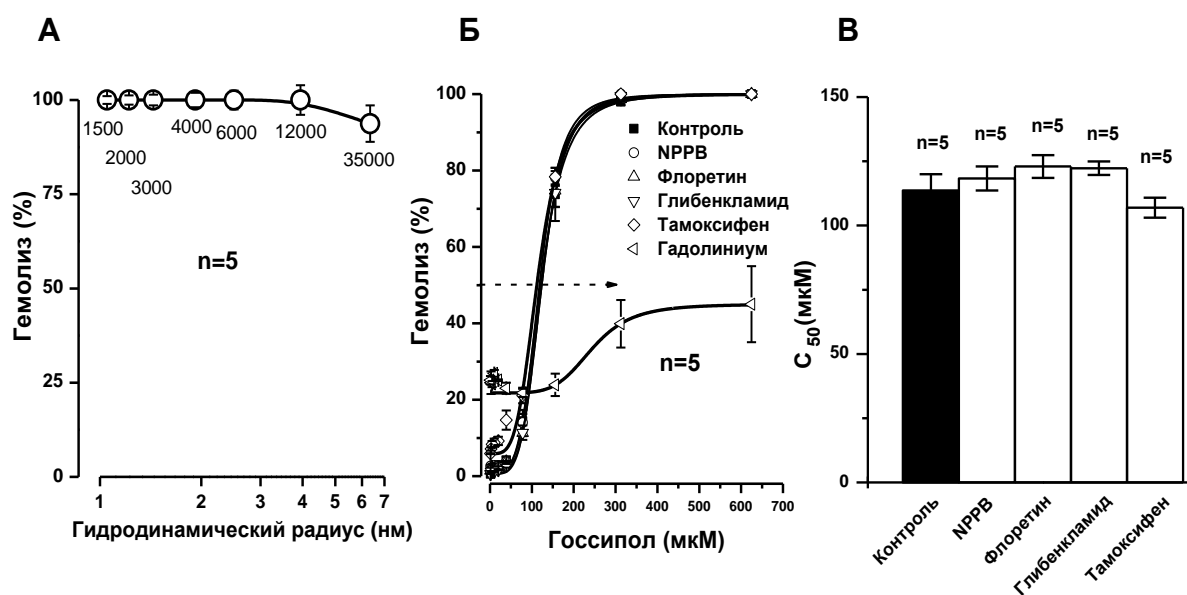 А
Гемолиз (%)
100
50
25
0
1500
2000
3000
4000
6000
12000
35000
n=5
1 2 3 4 5 6 7
Гидродинамический радиус (нм)
Б
Гемолиз (%)
100
80
60
40
20
0
Контроль
NPPB
Флоретин
Глибенкламид
Тамоксифен
Гадолиниум
n=5
0 100 200 300 400 500 600 700
Госсипол (мкМ)
В
C 50 (мкМ)
150
100
50
0
n=5
n=5
n=5
n=5
n=5
Контроль
NPPB
Флоретин
Глибенкламид
Тамоксифен